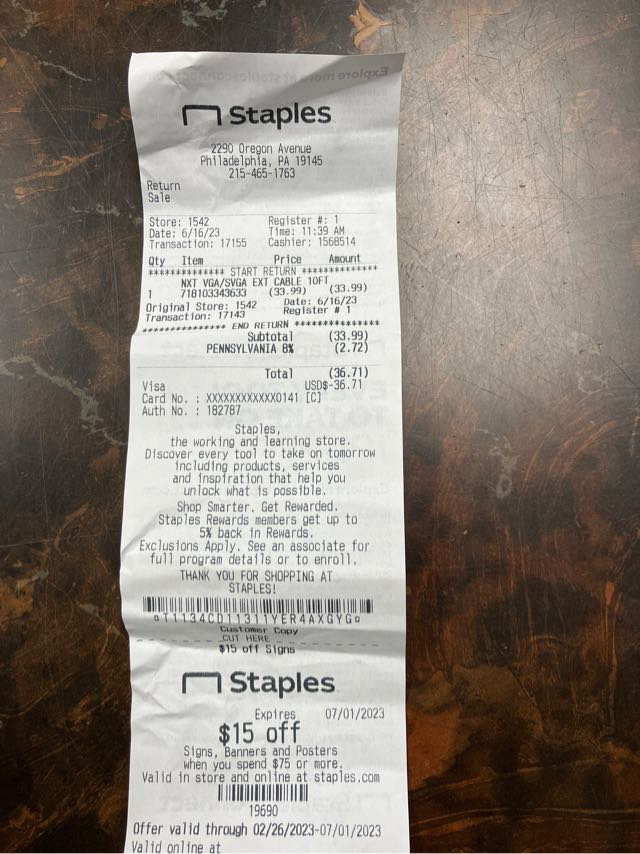 Staples
2290 Oregon Avenue
Philadelphia, PA 19145
215-465-1763
Return
Sale
Store: 1542 Register #: 1
Date: 6/16/23 Time: 11:39 AM
Transaction: 17155 Cashier: 1568514
Qty Item Price Amount
************** START RETURN **************
NXT VGA/SVGA EXT CABLE 10FT
1 718103343633 (33.99) (33.99)
Original Store: 1542 Date: 6/16/23
Transaction: 17143 Register # 1
*************** END RETURN ***************
Subtotal (33.99)
PENNSYLVANIA 8% (2.72)
Total (36.71)
Visa USD$-36.71
Card No. : XXXXXXXXXXXX0141 [C]
Auth No. : 182787
Staples,
the working and learning store.
Discover every tool to take on tomorrow
including products, services
and inspiration that help you
unlock what is possible.
Shop Smarter. Get Rewarded.
Staples Rewards members get up to
5% back in Rewards.
Exclusions Apply. See an associate for
full program details or to enroll.
THANK YOU FOR SHOPPING AT
STAPLES!
Customer Copy
CUT HERE
$15 off Signs
Staples
Expires 07/01/2023
$15 off
Signs, Banners and Posters
when you spend $75 or more.
Valid in store and online at staples.com
19690
Offer valid through 02/26/2023-07/01/2023
Valid online at